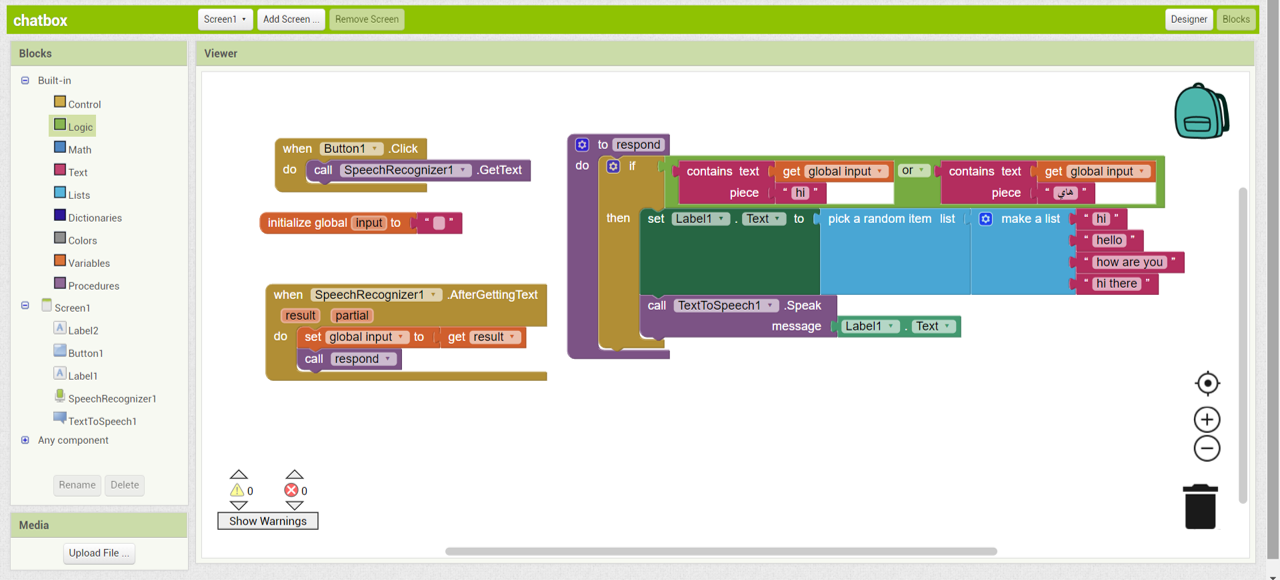 chatbox
Screen1 Add Screen ... Remove Screen Designer Blocks
Blocks
Built-in
Control
Logic
Math
Text
Lists
Dictionaries
Colors
Variables
Procedures
Screen1
Label2
Button1
Label1
SpeechRecognizer1
TextToSpeech1
Any component
Rename Delete
Media
Upload File ...
Viewer
when Button1 .Click
do call SpeechRecognizer1 .GetText
initialize global input to " "
when SpeechRecognizer1 .AfterGettingText
result partial
do set global input to get result
call respond
to respond
do if contains text get global input or contains text get global input
piece " hi " piece " هاي "
then set Label1 . Text to pick a random item list make a list " hi "
" hello "
" how are you "
" hi there "
call TextToSpeech1 .Speak
message Label1 . Text
0 0
Show Warnings